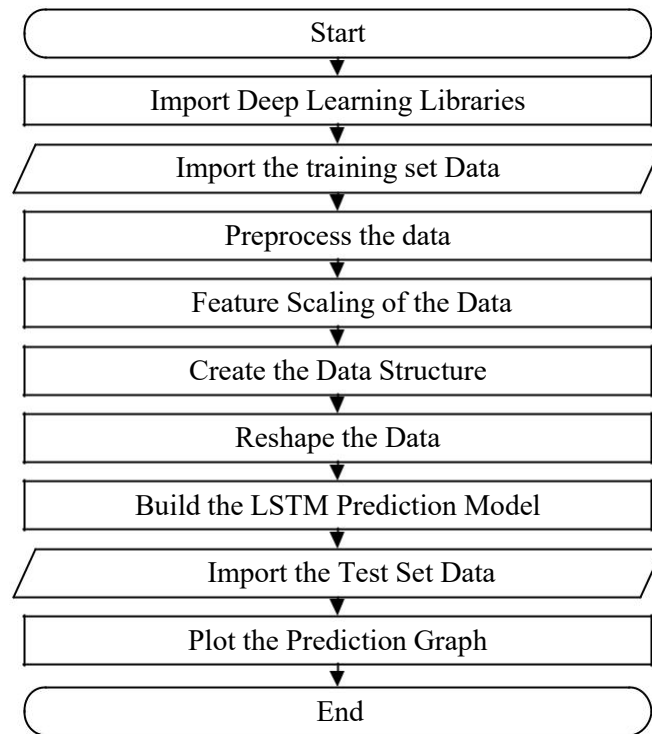 Start
Import Deep Learning Libraries
Import the training set Data
Preprocess the data
Feature Scaling of the Data
Create the Data Structure
Reshape the Data
Build the LSTM Prediction Model
Import the Test Set Data
Plot the Prediction Graph
End